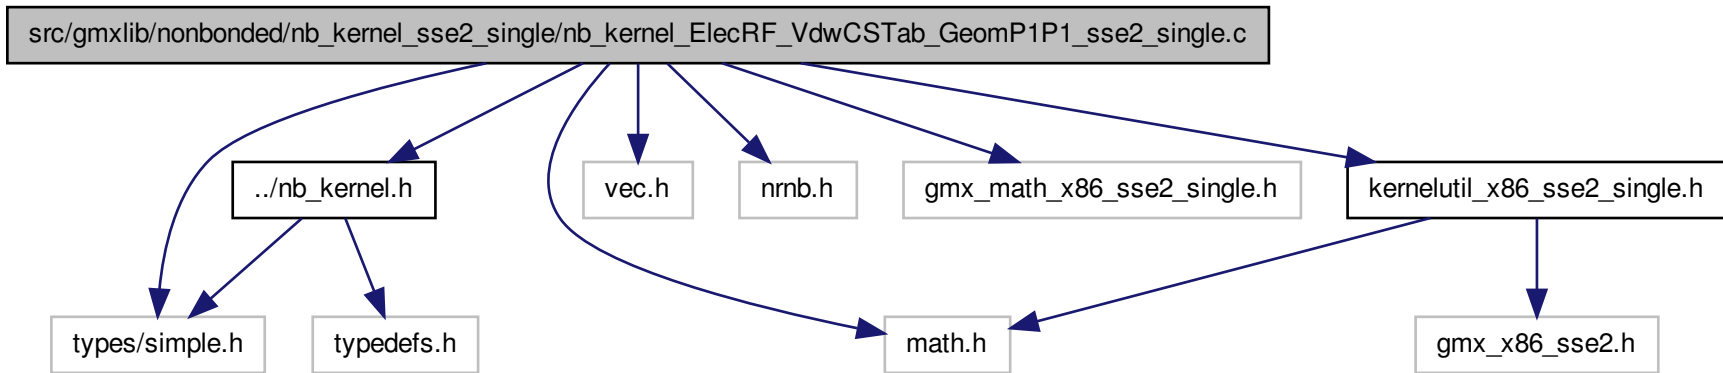 src/gmxlib/nonbonded/nb_kernel_sse2_single/nb_kernel_ElecRF_VdwCSTab_GeomP1P1_sse2_single.c
../nb_kernel.h
vec.h
nrnb.h
gmx_math_x86_sse2_single.h
kernelutil_x86_sse2_single.h
types/simple.h
typedefs.h
math.h
gmx_x86_sse2.h